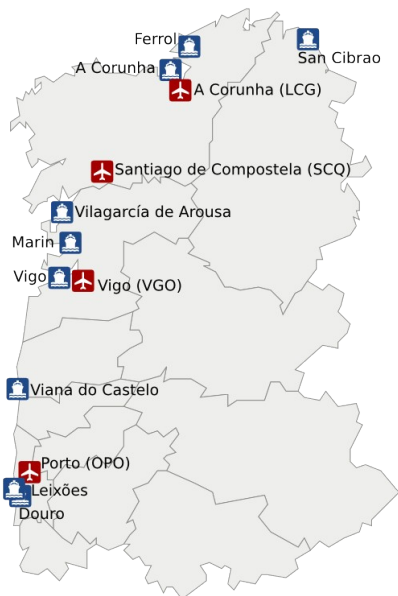 Ferrol
San Cibrao
A Corunha
A Corunha (LCG)
Santiago de Compostela (SCQ)
Vilagarcía de Arousa
Marin
Vigo
Vigo (VGO)
Viana do Castelo
Porto (OPO)
Leixões
Douro